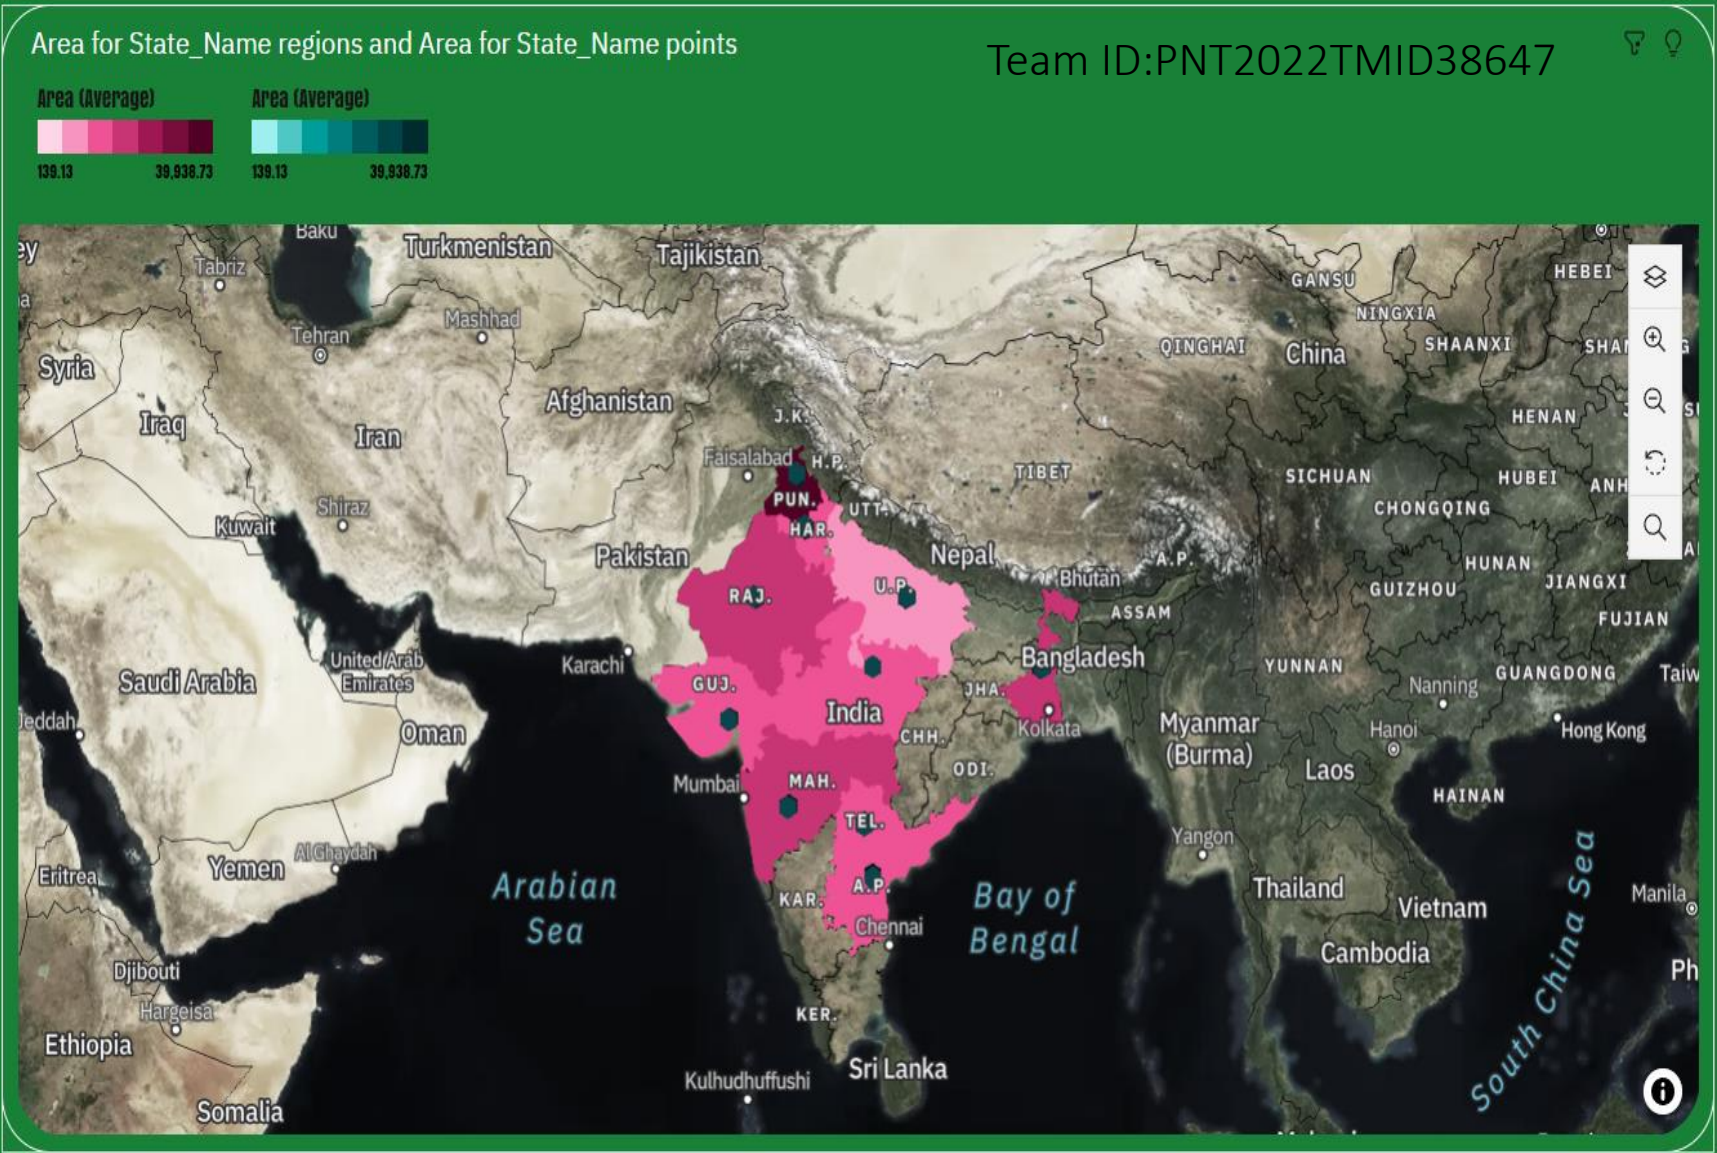 Area for State_Name regions and Area for State_Name points
Team ID:PNT2022TMID38647
Area (Average)
Area (Average)
139.13
39,938.73
139.13
39,938.73
Baku
Turkmenistan
Tajikistan
Tabriz
GANSU
HEBEI
Mashhad
NINGXIA
Tehran
QINGHAI
China
SHAANXI
Syria
Afghanistan
J.K.
HENAN
Iraq
Iran
Faisalabad
H.P.
TIBET
SICHUAN
HUBEI
PUN.
UTT.
CHONGQING
Shiraz
Kuwait
HAR.
Pakistan
Nepal
A.P.
HUNAN
Bhutan
JIANGXI
GUIZHOU
U.P.
RAJ.
ASSAM
FUJIAN
Karachi
United Arab
Emirates
Bangladesh
YUNNAN
GUANGDONG
Saudi Arabia
GUJ.
JHA.
Nanning
India
Kolkata
Myanmar
(Burma)
Hanoi
Hong Kong
Jeddah
Oman
CHH.
ODI.
Laos
Mumbai
MAH.
HAINAN
TEL.
Yangon
Al Ghaydah
Yemen
Eritrea
Arabian
Sea
A.P.
KAR.
Bay of
Bengal
Thailand
Vietnam
Manila
Chennai
Cambodia
Djibouti
Hargeisa
KER.
South China Sea
Ethiopia
Sri Lanka
Kulhudhuffushi
Somalia